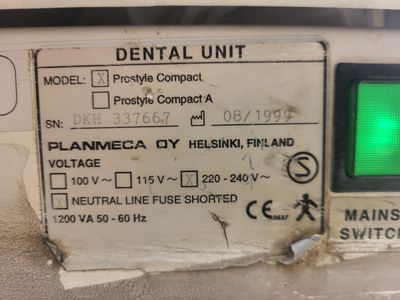 DENTAL UNIT
MODEL: X Prostyle Compact
Prostyle Compact A
SN: DKH 337667 08/1999
PLANMECA OY HELSINKI, FINLAND
VOLTAGE
100 V~ 115 V~ X 220 - 240 V~
X NEUTRAL LINE FUSE SHORTED
1200 VA 50 - 60 Hz
S
CE 0537
MAINS
SWITCH